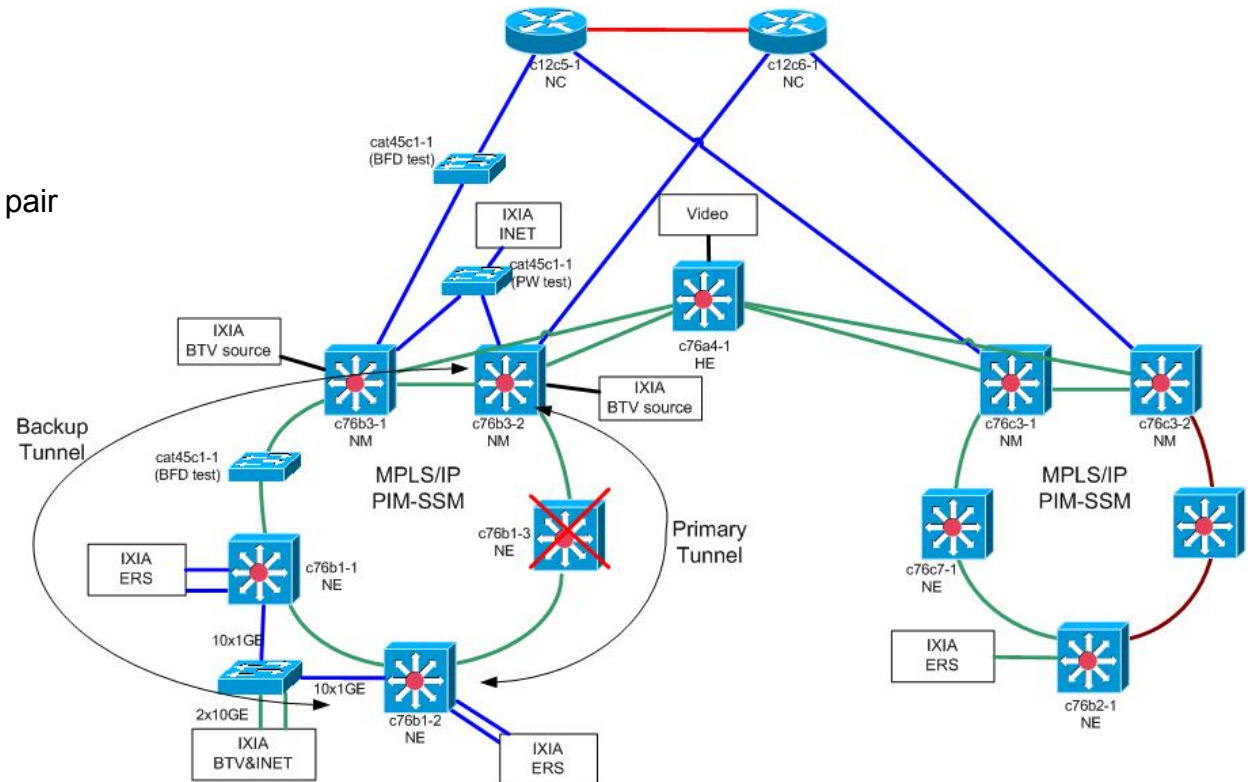 c12c5-1
NC
c12c6-1
NC
cat45c1-1
(BFD test)
pair
IXIA
INET
Video
cat45c1-1
(PW test)
IXIA
BTV source
c76a4-1
HE
IXIA
BTV source
c76b3-1
NM
c76b3-2
NM
c76c3-1
NM
c76c3-2
NM
Backup
Tunnel
cat45c1-1
(BFD test)
MPLS/IP
PIM-SSM
MPLS/IP
PIM-SSM
c76b1-3
NE
Primary
Tunnel
IXIA
ERS
c76b1-1
NE
c76c7-1
NE
10x1GE
10x1GE
IXIA
ERS
2x10GE
c76b1-2
NE
c76b2-1
NE
IXIA
BTV&INET
IXIA
ERS